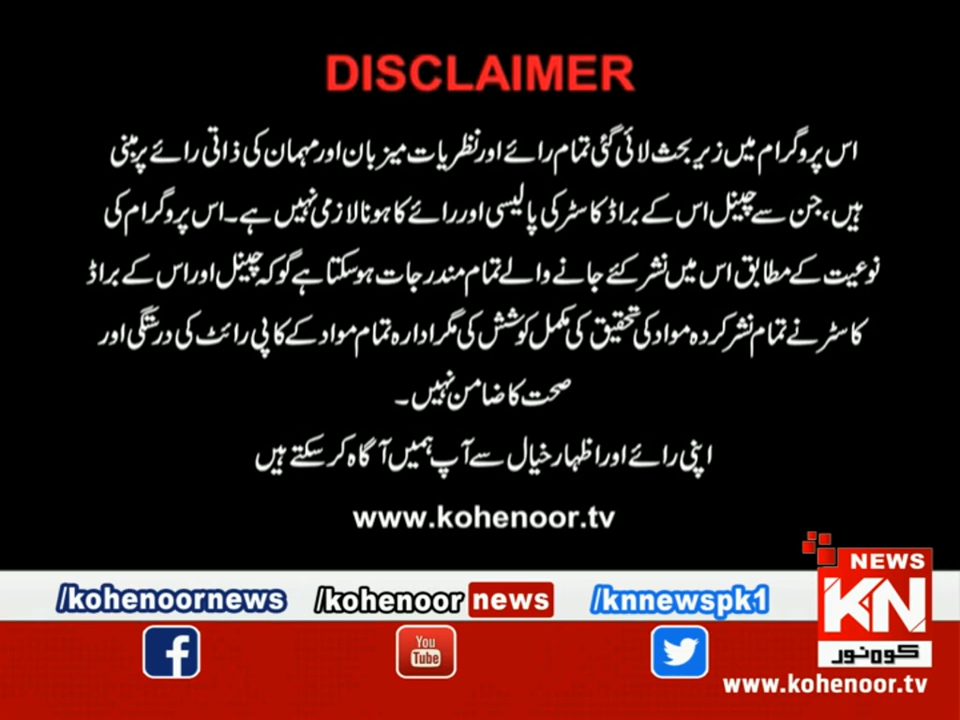 DISCLAIMER
اس پروگرام میں زیر بحث لائی گئی تمام رائے اور نظریات میزبان اور مہمان کی ذاتی رائے پر مبنی
ہیں، جن سے چینل اس کے براڈ کاسٹر کی پالیسی اور رائے کا ہونا لازمی نہیں ہے۔ اس پروگرام کی
نوعیت کے مطابق اس میں نشر کئے جانے والے تمام مندرجات ہو سکتا ہے گو کہ چینل اور اس کے براڈ
کاسٹر نے تمام نشر کردہ مواد کی تحقیق کی مکمل کوشش کی مگر ادارہ تمام مواد کے کاپی رائٹ کی درستگی اور
صحت کا ضامن نہیں۔
اپنی رائے اور اظہار خیال سے آپ ہمیں آگاہ کر سکتے ہیں
www.kohenoor.tv
/kohenoornews /kohenoor news /knnewspk1
You Tube
NEWS
KN
کوہ نور
www.kohenoor.tv